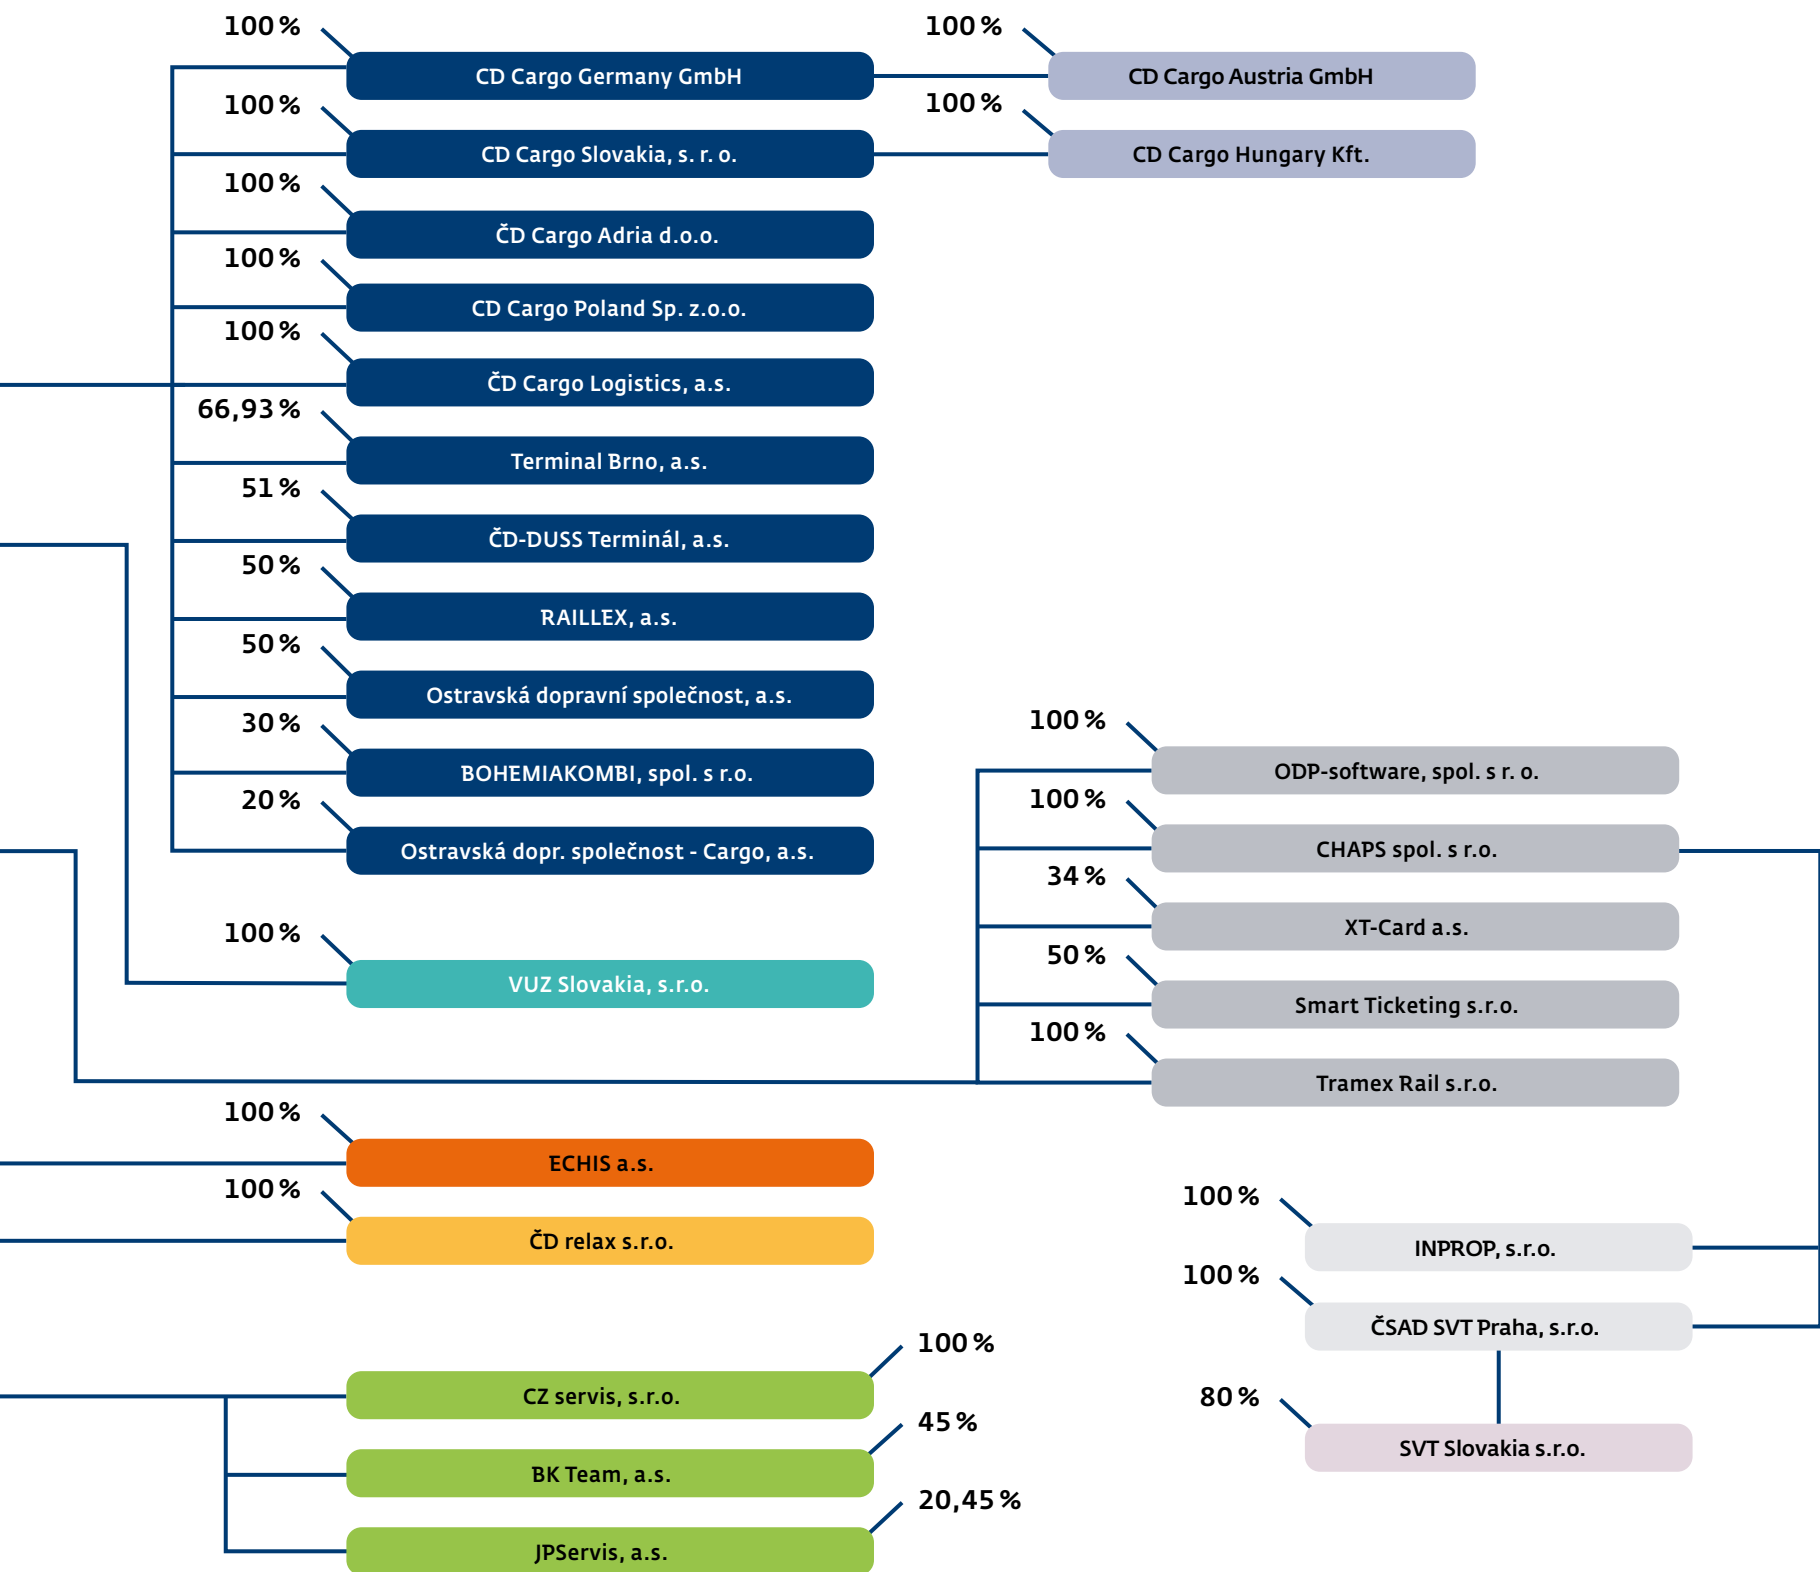 100 %
CD Cargo Germany GmbH
100 %
CD Cargo Austria GmbH
100 %
CD Cargo Slovakia, s. r. o.
100 %
CD Cargo Hungary Kft.
100 %
ČD Cargo Adria d.o.o.
100 %
CD Cargo Poland Sp. z.o.o.
100 %
ČD Cargo Logistics, a.s.
66,93 %
Terminal Brno, a.s.
51 %
ČD-DUSS Terminál, a.s.
50 %
RAILLEX, a.s.
50 %
Ostravská dopravní společnost, a.s.
30 %
BOHEMIAKOMBI, spol. s r.o.
20 %
Ostravská dopr. společnost - Cargo, a.s.
100 %
ODP-software, spol. s r. o.
100 %
CHAPS spol. s r.o.
34 %
XT-Card a.s.
50 %
Smart Ticketing s.r.o.
100 %
Tramex Rail s.r.o.
100 %
VUZ Slovakia, s.r.o.
100 %
ECHIS a.s.
100 %
ČD relax s.r.o.
100 %
INPROP, s.r.o.
100 %
ČSAD SVT Praha, s.r.o.
80 %
SVT Slovakia s.r.o.
100 %
CZ servis, s.r.o.
45 %
BK Team, a.s.
20,45 %
JPServis, a.s.